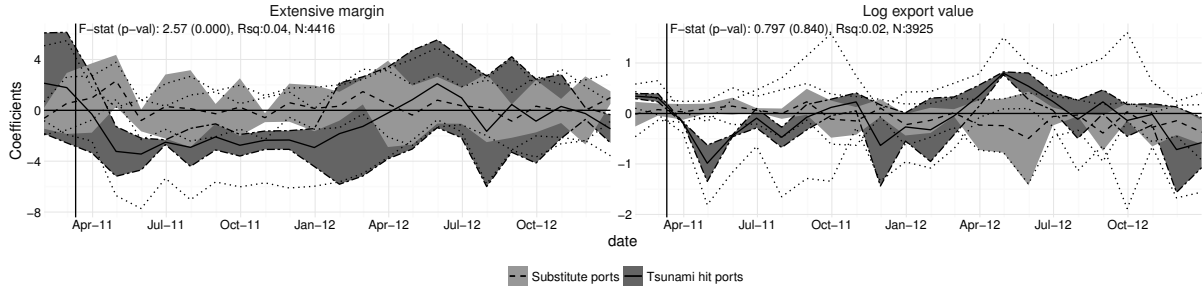 Extensive margin
F-stat (p-val): 2.57 (0.000), Rsq:0.04, N:4416
4
0
−4
−8
Coefficients
Apr−11 Jul−11 Oct−11 Jan−12 Apr−12 Jul−12 Oct−12
Log export value
F-stat (p-val): 0.797 (0.840), Rsq:0.02, N:3925
1
0
−1
−2
Apr−11 Jul−11 Oct−11 Jan−12 Apr−12 Jul−12 Oct−12
date
Substitute ports Tsunami hit ports